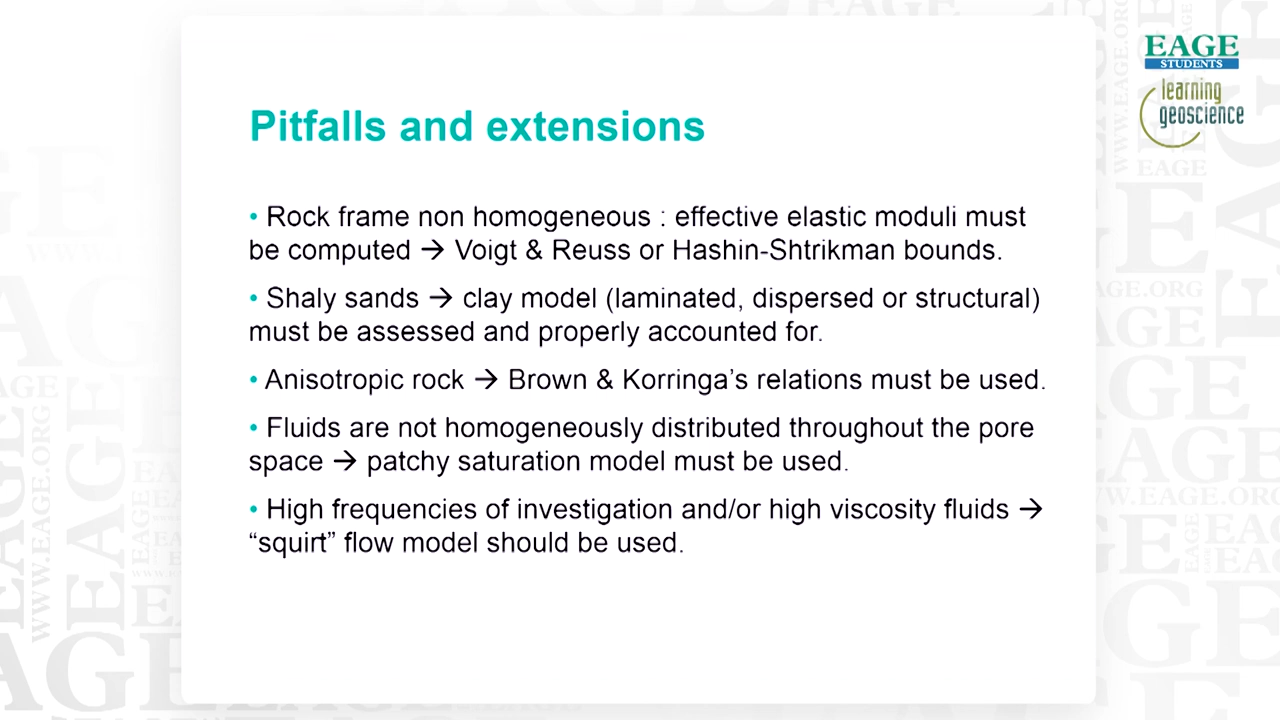 EAGE
STUDENTS
learning
geoscience
Pitfalls and extensions
• Rock frame non homogeneous : effective elastic moduli must
be computed → Voigt & Reuss or Hashin-Shtrikman bounds.
• Shaly sands → clay model (laminated, dispersed or structural)
must be assessed and properly accounted for.
• Anisotropic rock → Brown & Korringa’s relations must be used.
• Fluids are not homogeneously distributed throughout the pore
space → patchy saturation model must be used.
• High frequencies of investigation and/or high viscosity fluids →
“squirt” flow model should be used.